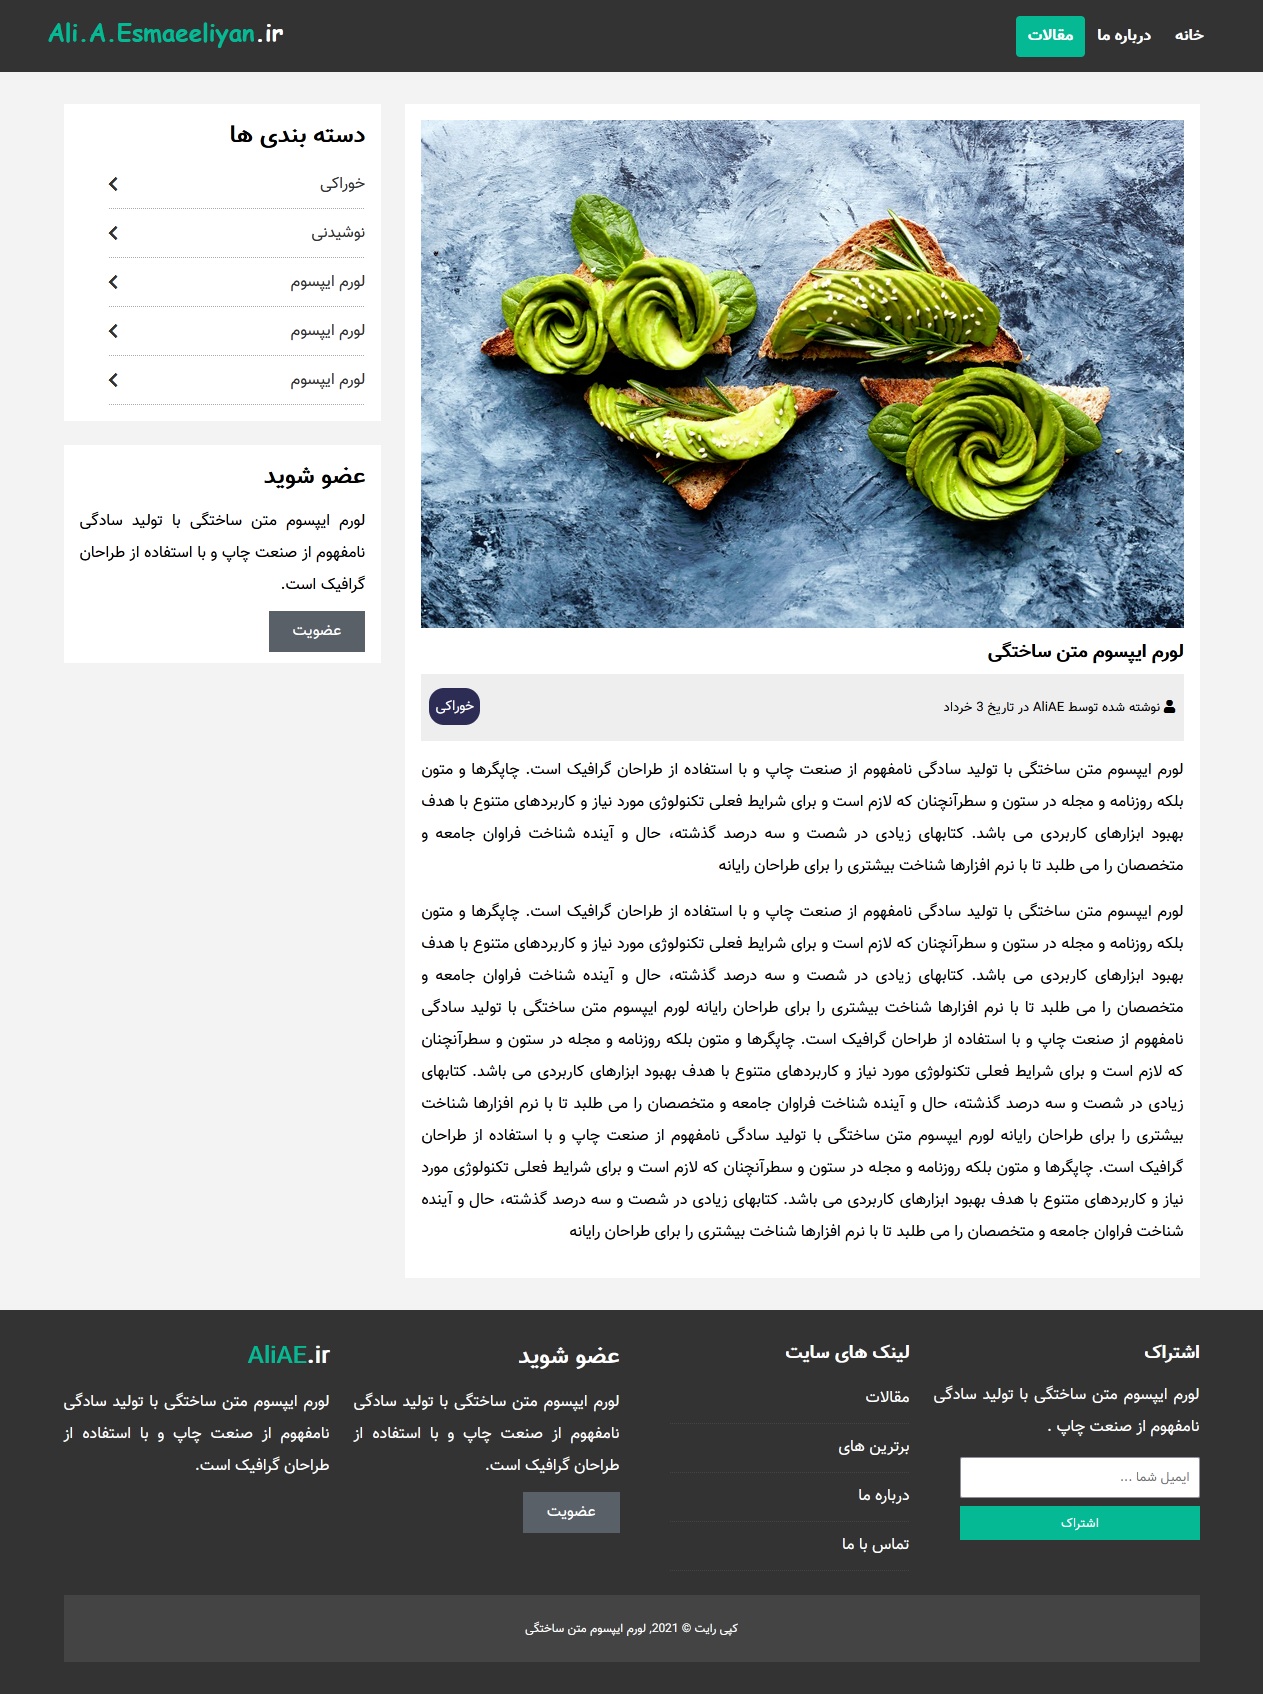 خانه
درباره ما
مقالات
Ali.A.Esmaeeliyan.ir
لورم ایپسوم متن ساختگی
نوشته شده توسط AliAE در تاریخ 3 خرداد
خوراکی
لورم ایپسوم متن ساختگی با تولید سادگی نامفهوم از صنعت چاپ و با استفاده از طراحان گرافیک است. چاپگرها و متون
بلکه روزنامه و مجله در ستون و سطرآنچنان که لازم است و برای شرایط فعلی تکنولوژی مورد نیاز و کاربردهای متنوع با هدف
بهبود ابزارهای کاربردی می باشد. کتابهای زیادی در شصت و سه درصد گذشته، حال و آینده شناخت فراوان جامعه و
متخصصان را می طلبد تا با نرم افزارها شناخت بیشتری را برای طراحان رایانه
لورم ایپسوم متن ساختگی با تولید سادگی نامفهوم از صنعت چاپ و با استفاده از طراحان گرافیک است. چاپگرها و متون
بلکه روزنامه و مجله در ستون و سطرآنچنان که لازم است و برای شرایط فعلی تکنولوژی مورد نیاز و کاربردهای متنوع با هدف
بهبود ابزارهای کاربردی می باشد. کتابهای زیادی در شصت و سه درصد گذشته، حال و آینده شناخت فراوان جامعه و
متخصصان را می طلبد تا با نرم افزارها شناخت بیشتری را برای طراحان رایانه لورم ایپسوم متن ساختگی با تولید سادگی
نامفهوم از صنعت چاپ و با استفاده از طراحان گرافیک است. چاپگرها و متون بلکه روزنامه و مجله در ستون و سطرآنچنان
که لازم است و برای شرایط فعلی تکنولوژی مورد نیاز و کاربردهای متنوع با هدف بهبود ابزارهای کاربردی می باشد. کتابهای
زیادی در شصت و سه درصد گذشته، حال و آینده شناخت فراوان جامعه و متخصصان را می طلبد تا با نرم افزارها شناخت
بیشتری را برای طراحان رایانه لورم ایپسوم متن ساختگی با تولید سادگی نامفهوم از صنعت چاپ و با استفاده از طراحان
گرافیک است. چاپگرها و متون بلکه روزنامه و مجله در ستون و سطرآنچنان که لازم است و برای شرایط فعلی تکنولوژی مورد
نیاز و کاربردهای متنوع با هدف بهبود ابزارهای کاربردی می باشد. کتابهای زیادی در شصت و سه درصد گذشته، حال و آینده
شناخت فراوان جامعه و متخصصان را می طلبد تا با نرم افزارها شناخت بیشتری را برای طراحان رایانه
دسته بندی ها
خوراکی
نوشیدنی
لورم ایپسوم
لورم ایپسوم
لورم ایپسوم
عضو شوید
لورم ایپسوم متن ساختگی با تولید سادگی
نامفهوم از صنعت چاپ و با استفاده از طراحان
گرافیک است.
عضویت
اشتراک
لورم ایپسوم متن ساختگی با تولید سادگی
نامفهوم از صنعت چاپ .
ایمیل شما ...
اشتراک
لینک های سایت
مقالات
برترین های
درباره ما
تماس با ما
عضو شوید
لورم ایپسوم متن ساختگی با تولید سادگی
نامفهوم از صنعت چاپ و با استفاده از
طراحان گرافیک است.
عضویت
AliAE.ir
لورم ایپسوم متن ساختگی با تولید سادگی
نامفهوم از صنعت چاپ و با استفاده از
طراحان گرافیک است.
کپی رایت © 2021, لورم ایپسوم متن ساختگی